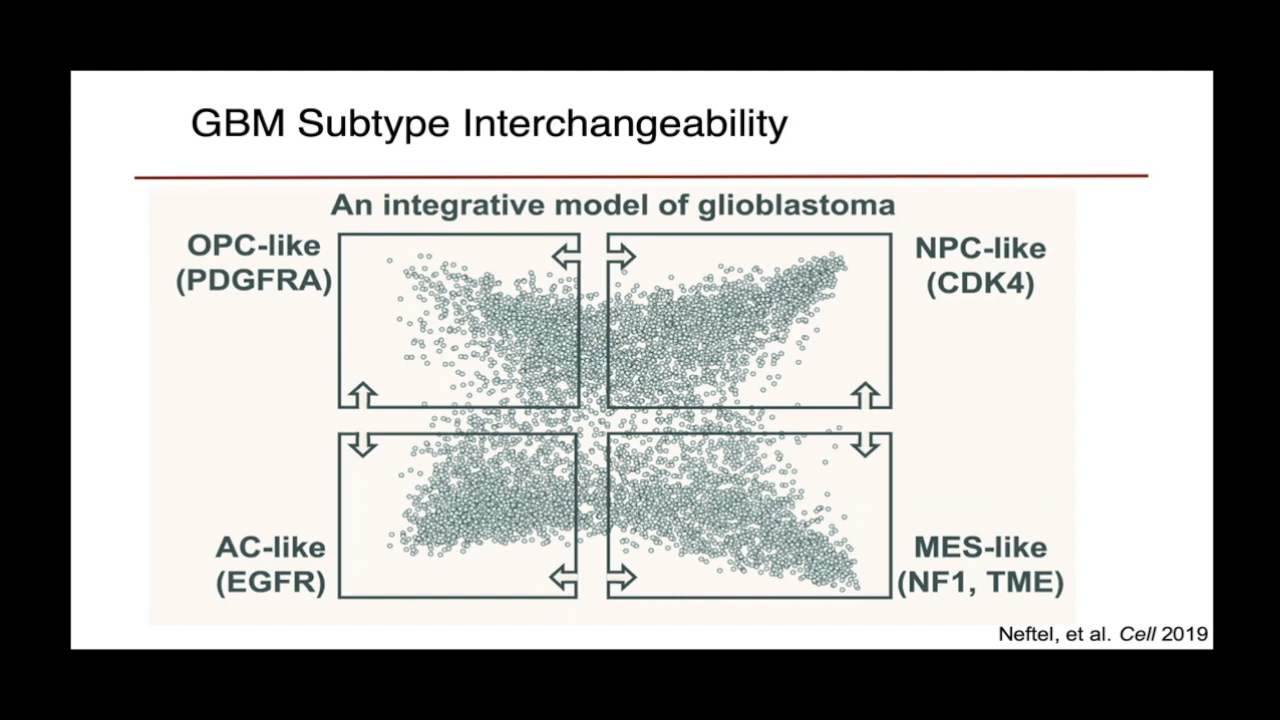 GBM Subtype Interchangeability
An integrative model of glioblastoma
OPC-like
(PDGFRA)
NPC-like
(CDK4)
AC-like
(EGFR)
MES-like
(NF1, TME)
Neftel, et al. Cell 2019